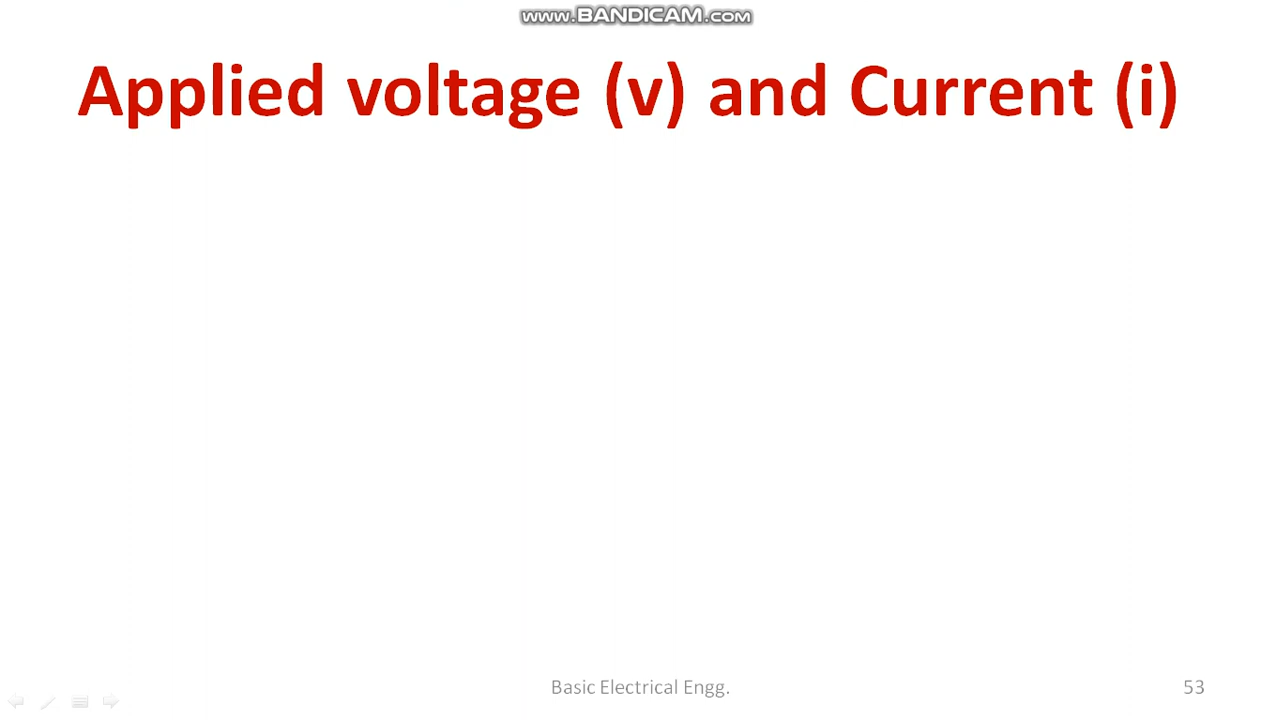 www.BANDICAM.com
Applied voltage (v) and Current (i)
Basic Electrical Engg.
53